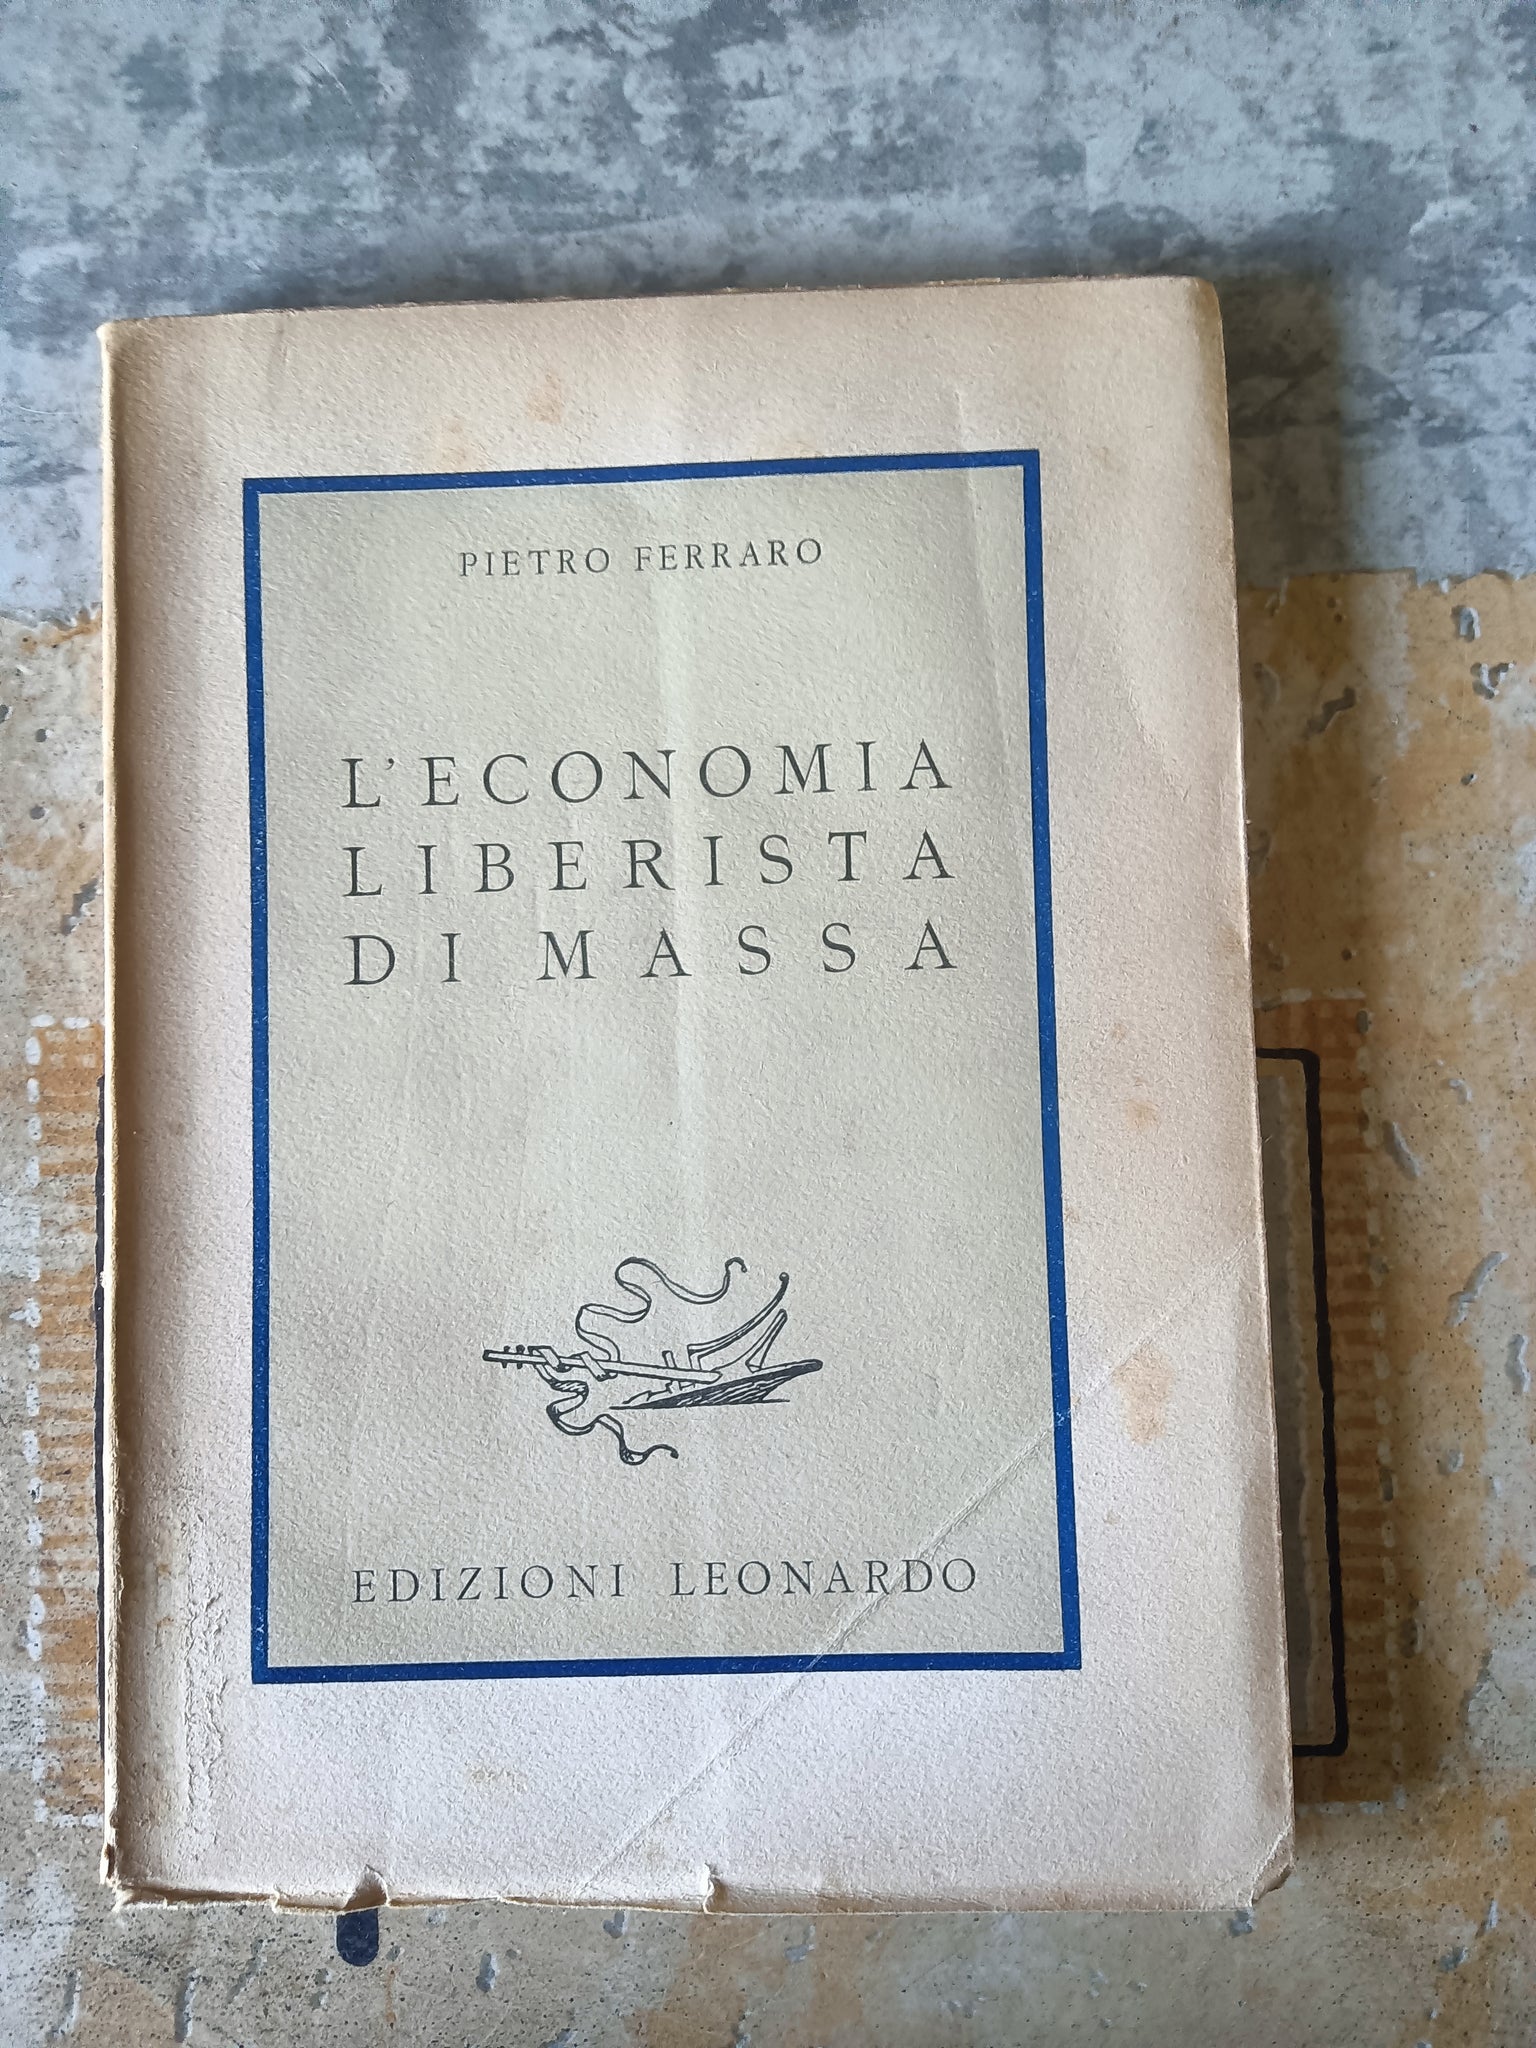 PIETRO FERRARO
L'ECONOMIA
LIBERISTA
DI MASSA
EDIZIONI LEONARDO